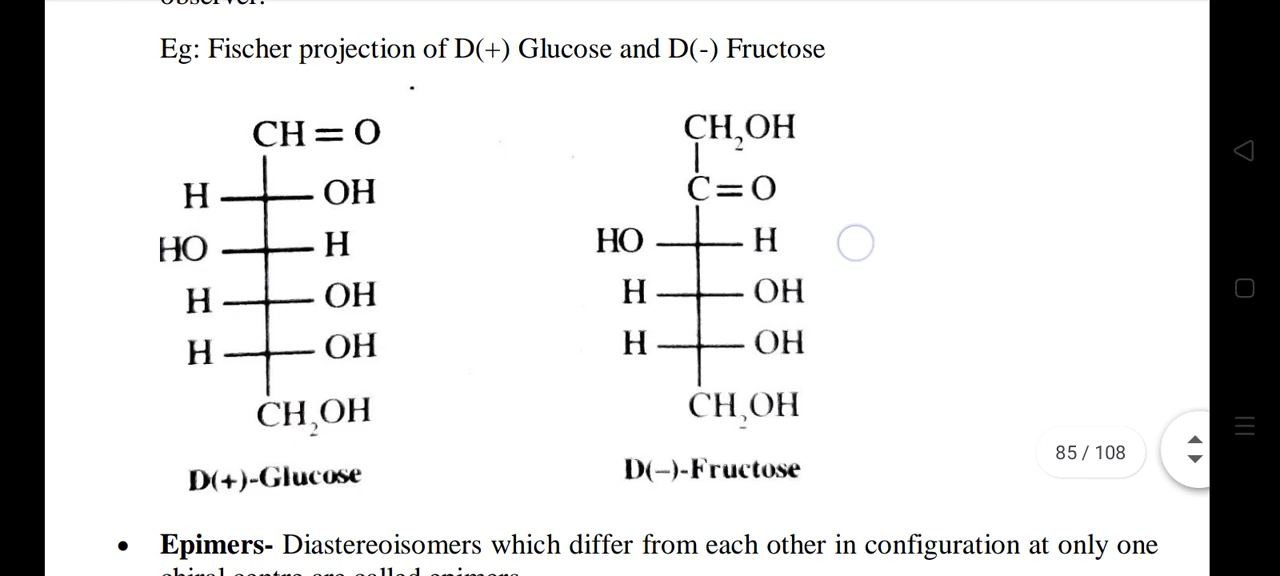 Eg: Fischer projection of D(+) Glucose and D(-) Fructose
CH = O
H OH
HO H
H OH
H OH
CH₂OH
D(+)-Glucose
CH₂OH
C=O
HO H
H OH
H OH
CH₂OH
D(–)-Fructose
85 / 108
• Epimers- Diastereoisomers which differ from each other in configuration at only one